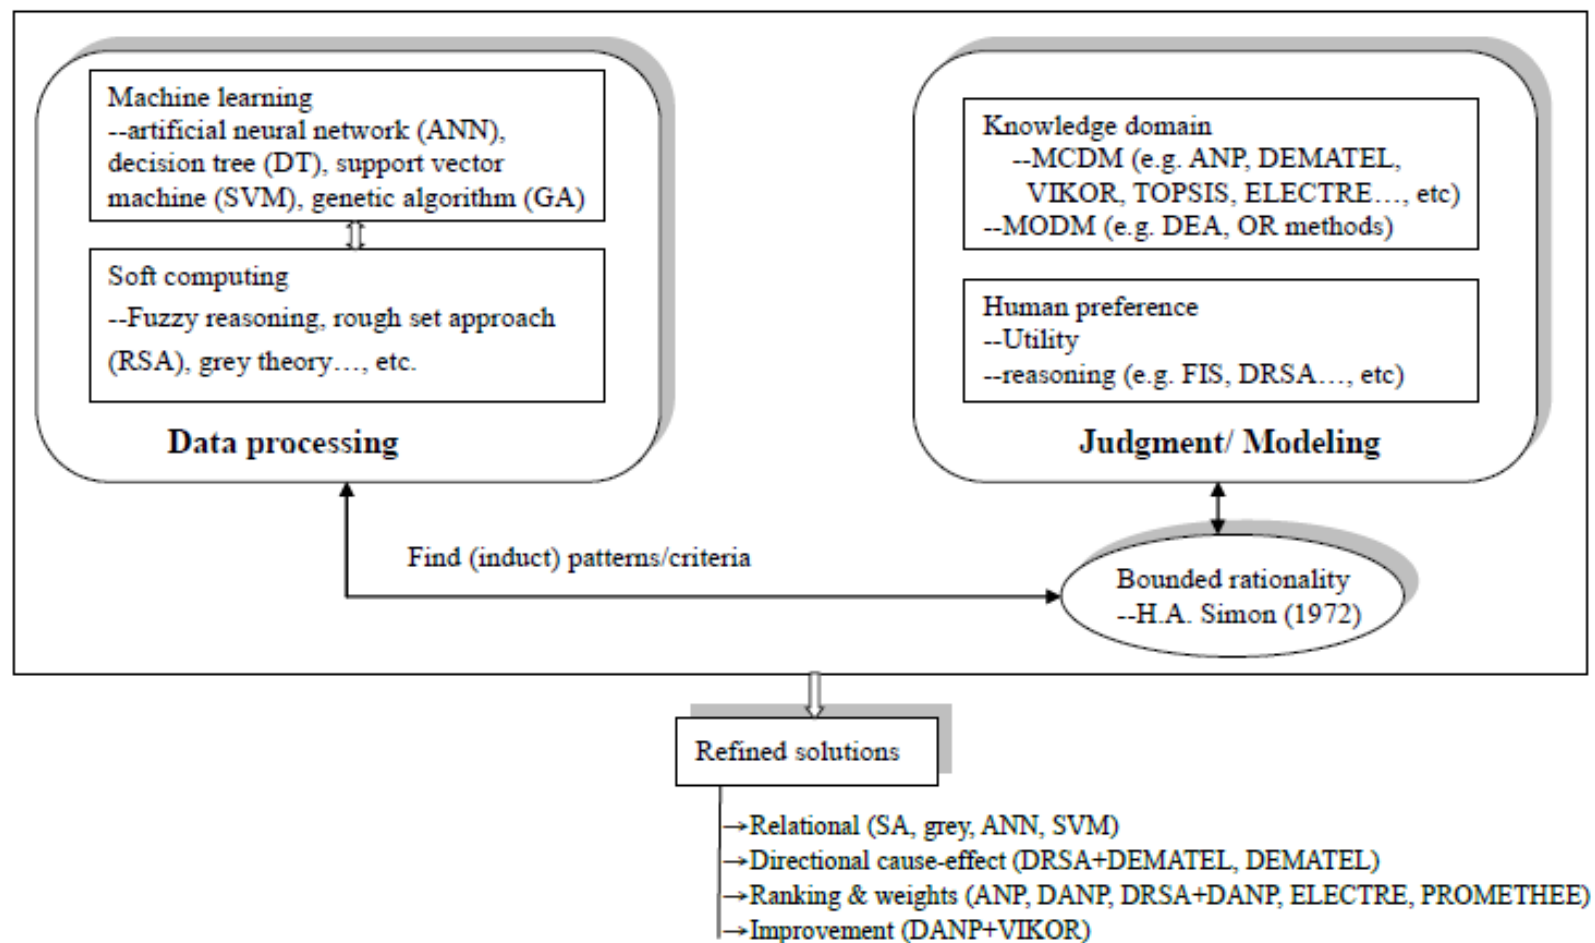 Machine learning
--artificial neural network (ANN),
decision tree (DT), support vector
machine (SVM), genetic algorithm (GA)
Soft computing
--Fuzzy reasoning, rough set approach
(RSA), grey theory…, etc.
Data processing
Knowledge domain
--MCDM (e.g. ANP, DEMATEL,
VIKOR, TOPSIS, ELECTRE…, etc)
--MODM (e.g. DEA, OR methods)
Human preference
--Utility
--reasoning (e.g. FIS, DRSA…, etc)
Judgment/ Modeling
Find (induct) patterns/criteria
Bounded rationality
--H.A. Simon (1972)
Refined solutions
→Relational (SA, grey, ANN, SVM)
→Directional cause-effect (DRSA+DEMATEL, DEMATEL)
→Ranking & weights (ANP, DANP, DRSA+DANP, ELECTRE, PROMETHEE)
→Improvement (DANP+VIKOR)